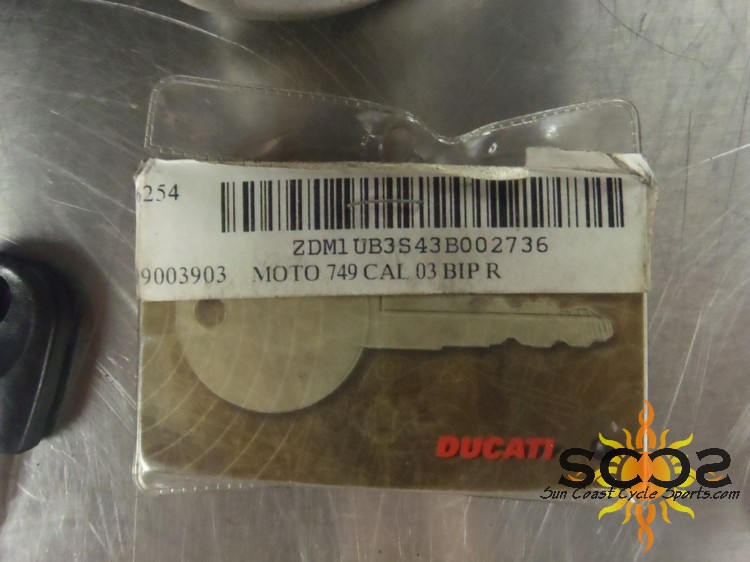 254
ZDM1UB3S43B002736
9003903 MOTO 749 CAL 03 BIP R
DUCATI
SCCS
Sun Coast Cycle Sports.com